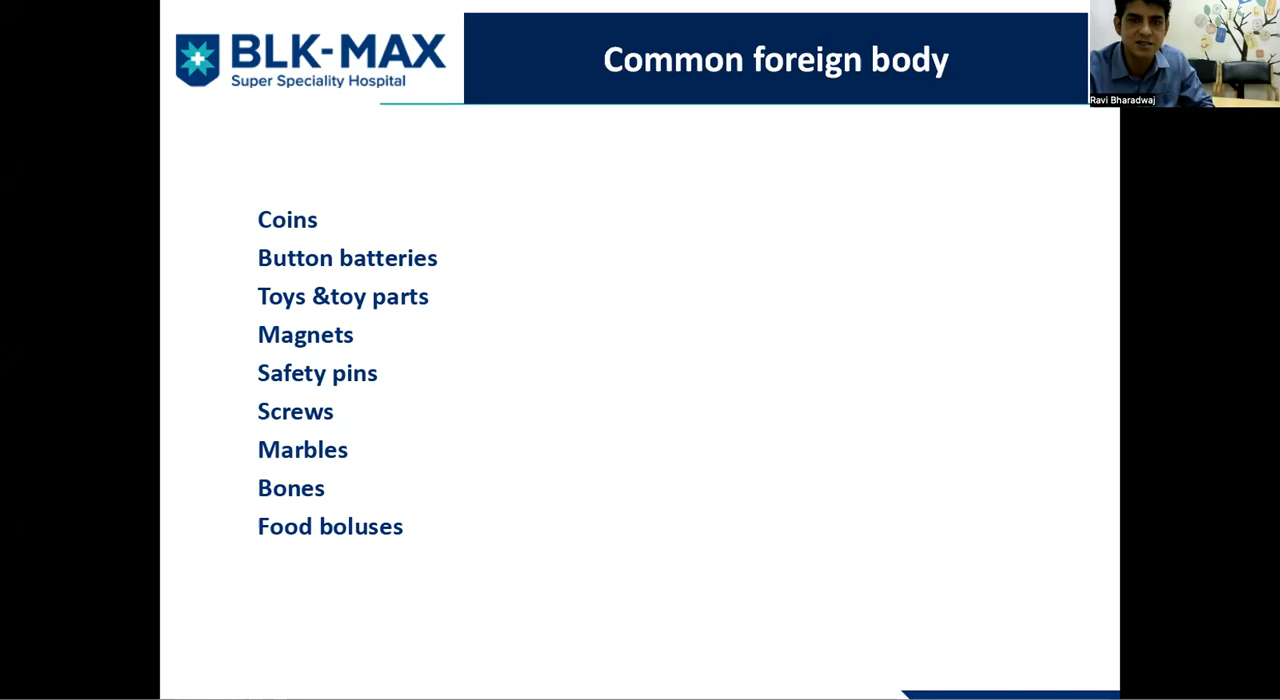 BLK-MAX
Super Speciality Hospital
Common foreign body
Ravi Bharadwaj
Coins
Button batteries
Toys &toy parts
Magnets
Safety pins
Screws
Marbles
Bones
Food boluses